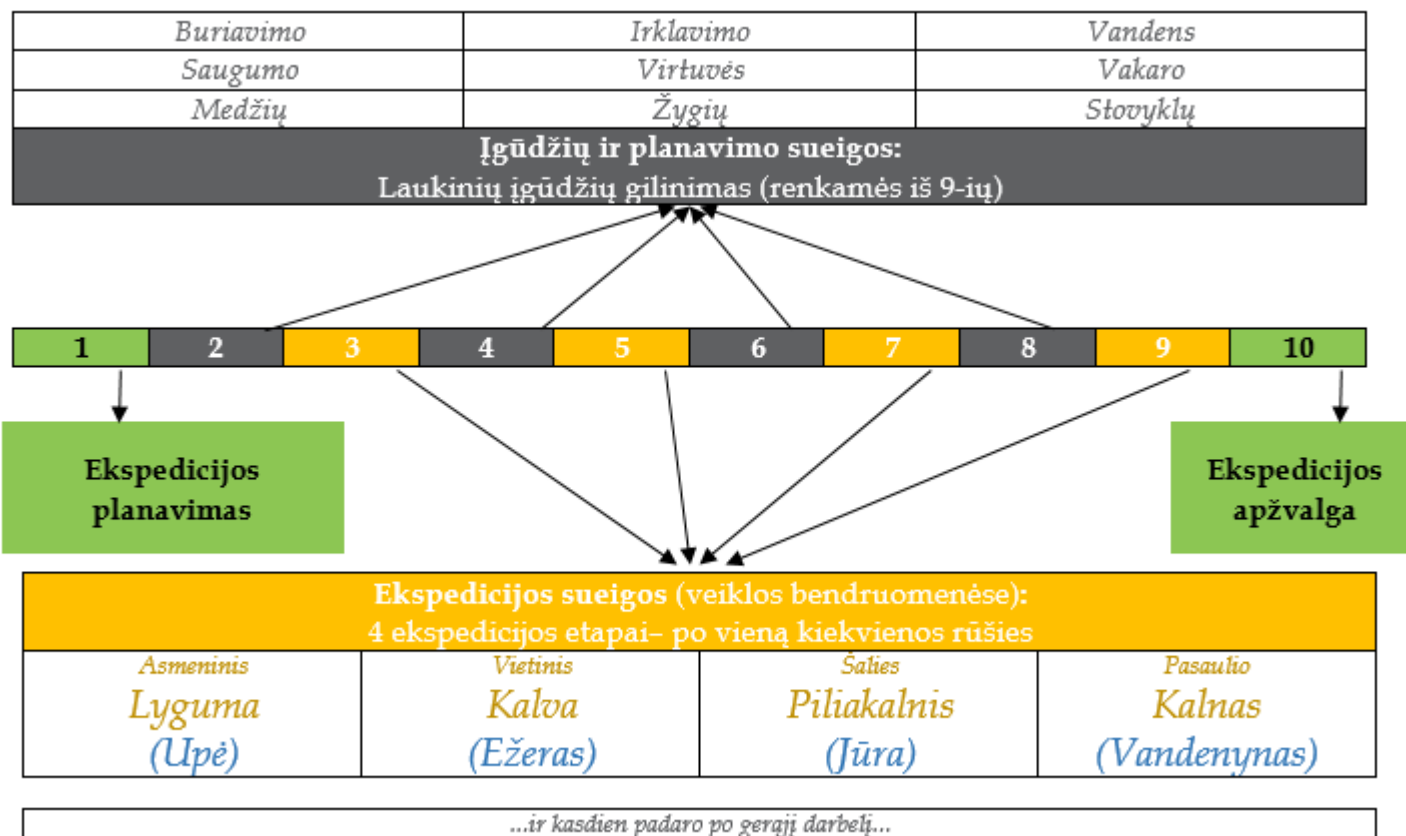 Buriavimo Irklavimo Vandens
Saugumo Virtuvės Vakaro
Medžių Žygių Stovyklų
Įgūdžių ir planavimo sueigos:
Laukinių įgūdžių gilinimas (renkamės iš 9-ių)
1 2 3 4 5 6 7 8 9 10
Ekspedicijos
planavimas
Ekspedicijos
apžvalga
Ekspedicijos sueigos (veiklos bendruomenėse):
4 ekspedicijos etapai– po vieną kiekvienos rūšies
Asmeninis Vietinis Šalies Pasaulio
Lyguma Kalva Piliakalnis Kalnas
(Upė) (Ežeras) (Jūra) (Vandenynas)
...ir kasdien padaro po gerąjį darbelį...